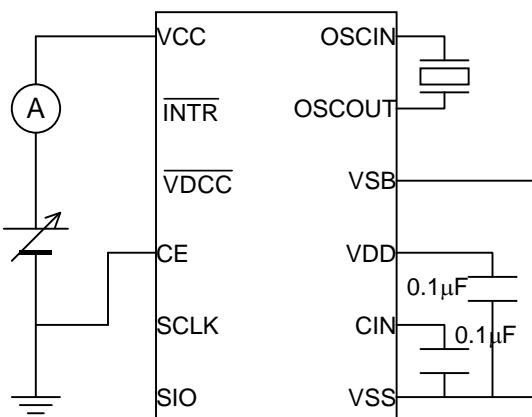 VCC
OSCIN
A
INTR
OSCOUT
VDCC
VSB
CE
VDD
0.1μF
SCLK
CIN
0.1μF
SIO
VSS